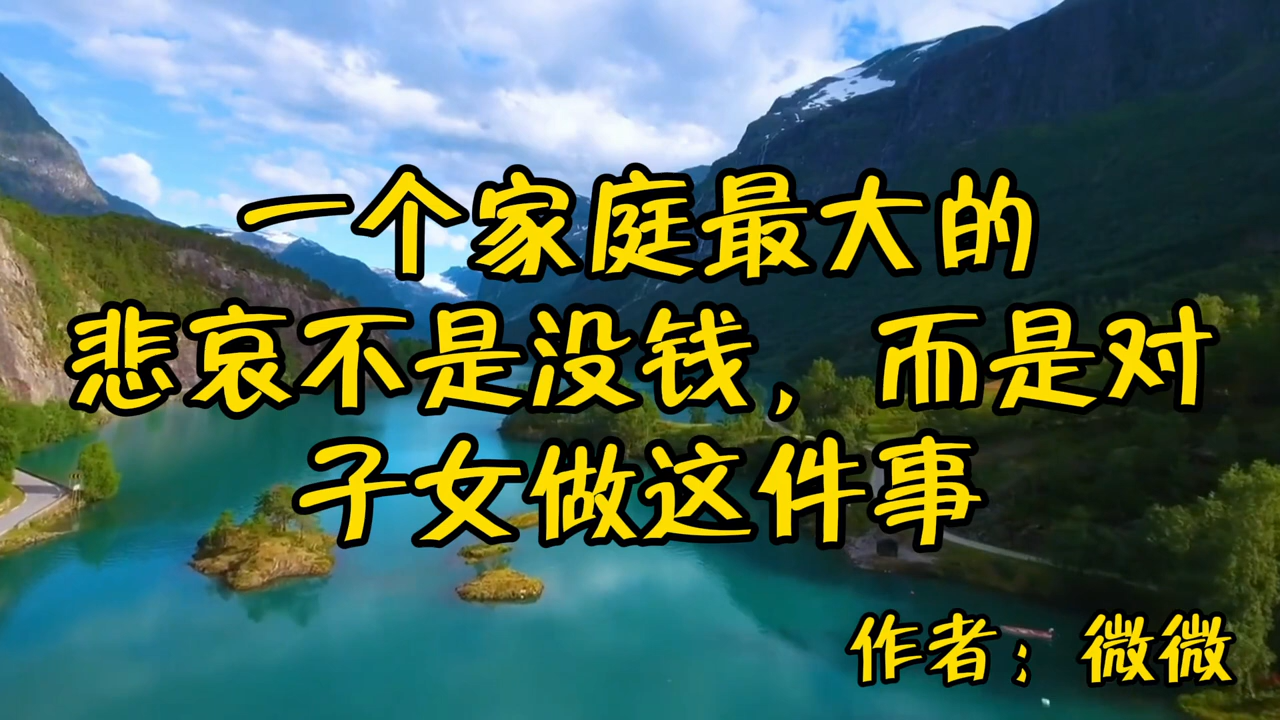 一个家庭最大的
悲哀不是没钱，而是对
子女做这件事
作者：微微